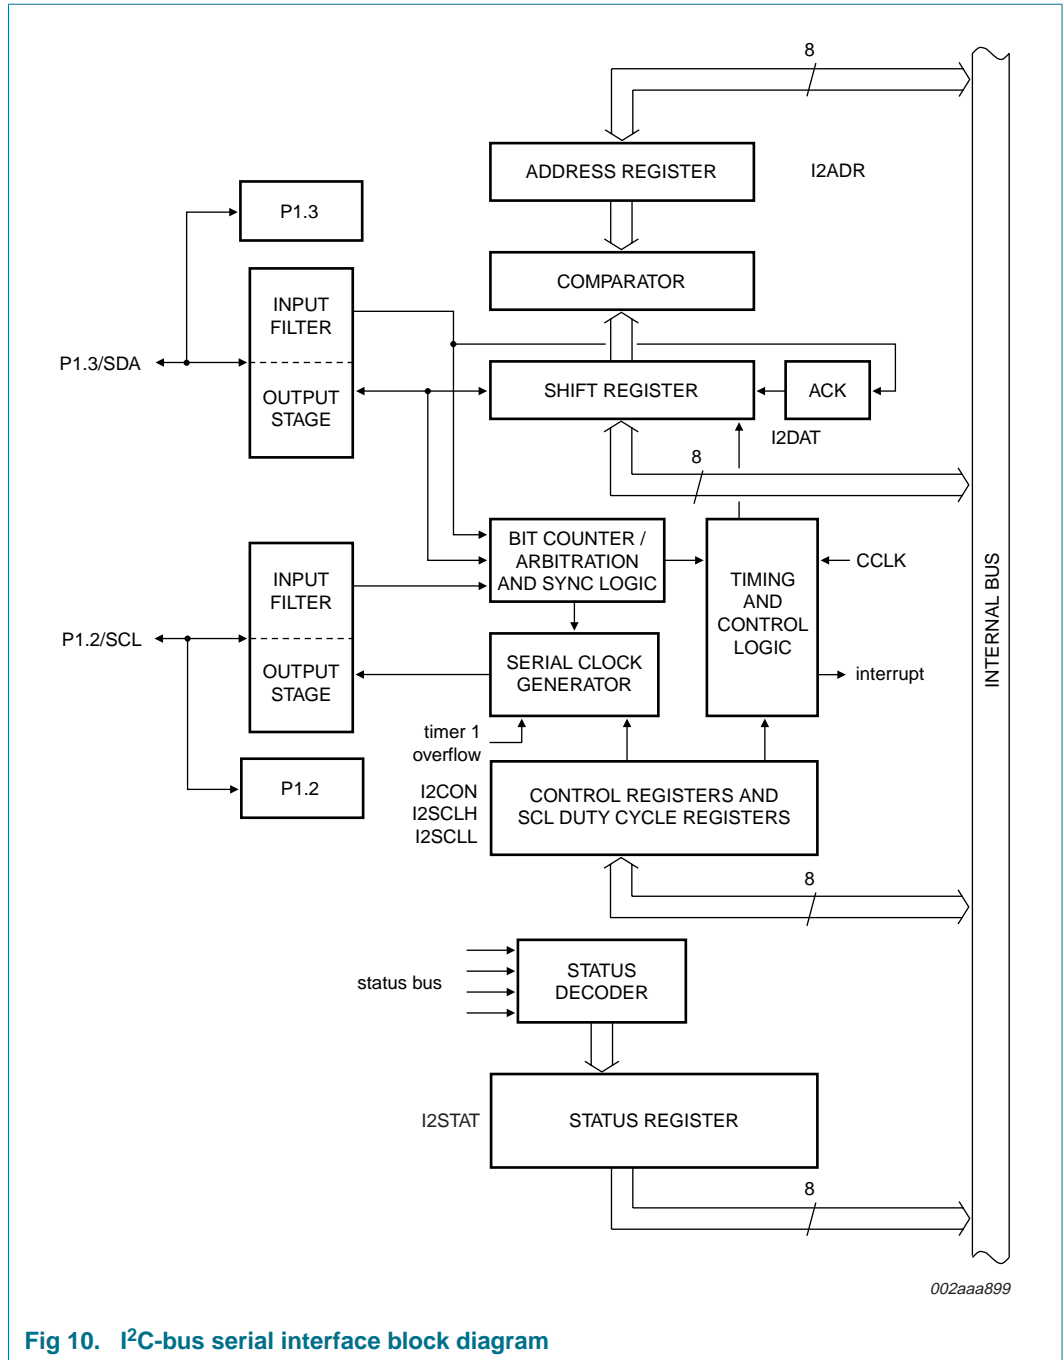 8
ADDRESS REGISTER
I2ADR
P1.3
COMPARATOR
INPUT
FILTER
P1.3/SDA
OUTPUT
STAGE
SHIFT REGISTER
ACK
I2DAT
8
BIT COUNTER /
ARBITRATION
AND SYNC LOGIC
INPUT
FILTER
TIMING
AND
CONTROL
LOGIC
CCLK
INTERNAL BUS
P1.2/SCL
OUTPUT
STAGE
SERIAL CLOCK
GENERATOR
interrupt
timer 1
overflow
P1.2
I2CON
I2SCLH
I2SCLL
CONTROL REGISTERS AND
SCL DUTY CYCLE REGISTERS
8
status bus
STATUS
DECODER
I2STAT
STATUS REGISTER
8
002aaa899
Fig 10. I²C-bus serial interface block diagram